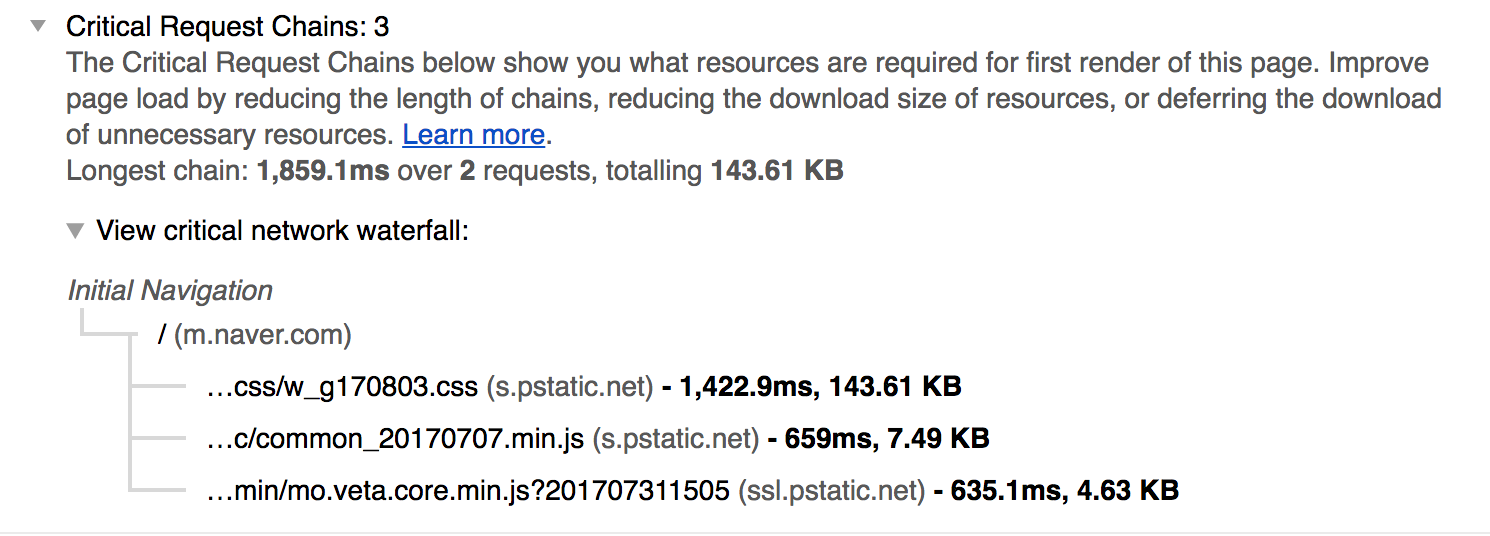 Critical Request Chains: 3
The Critical Request Chains below show you what resources are required for first render of this page. Improve
page load by reducing the length of chains, reducing the download size of resources, or deferring the download
of unnecessary resources. Learn more.
Longest chain: 1,859.1ms over 2 requests, totalling 143.61 KB
View critical network waterfall:
Initial Navigation
/ (m.naver.com)
…css/w_g170803.css (s.pstatic.net) - 1,422.9ms, 143.61 KB
…c/common_20170707.min.js (s.pstatic.net) - 659ms, 7.49 KB
…min/mo.veta.core.min.js?201707311505 (ssl.pstatic.net) - 635.1ms, 4.63 KB